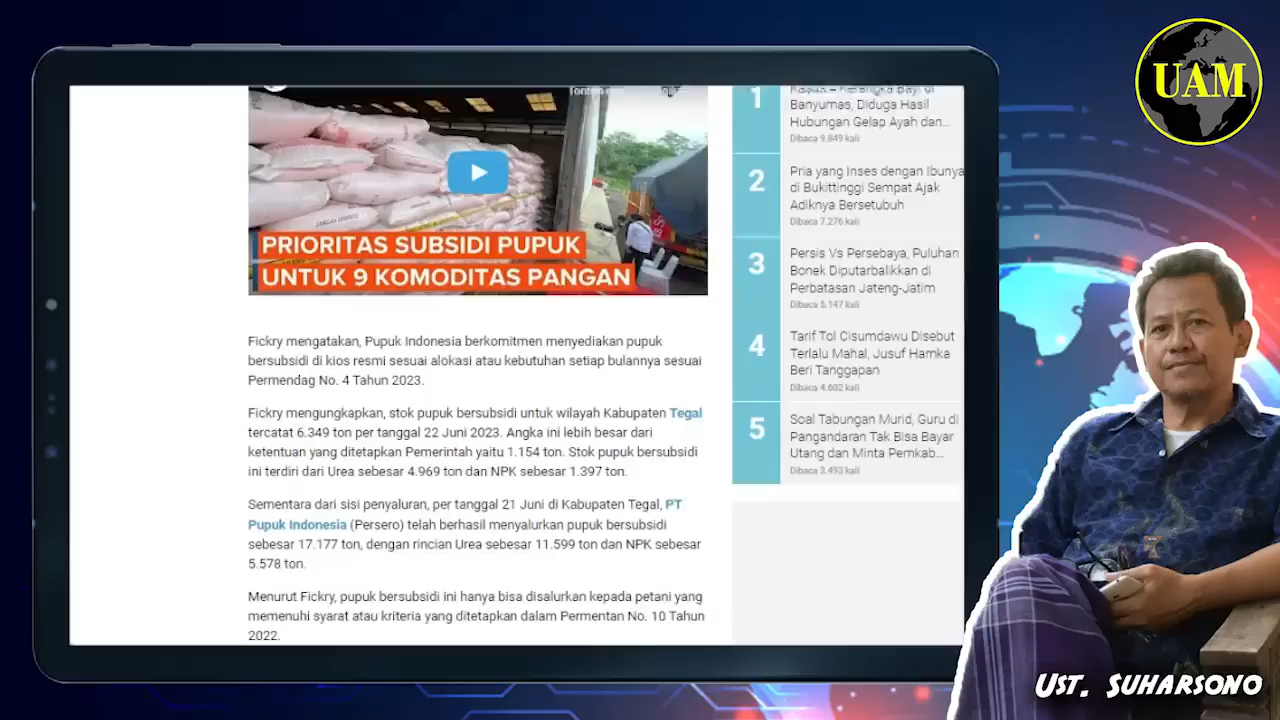 UAM
PRIORITAS SUBSIDI PUPUK
UNTUK 9 KOMODITAS PANGAN
Fickry mengatakan, Pupuk Indonesia berkomitmen menyediakan pupuk
bersubsidi di kios resmi sesuai alokasi atau kebutuhan setiap bulannya sesuai
Permendag No. 4 Tahun 2023.
Fickry mengungkapkan, stok pupuk bersubsidi untuk wilayah Kabupaten Tegal
tercatat 6.349 ton per tanggal 22 Juni 2023. Angka ini lebih besar dari
ketentuan yang ditetapkan Pemerintah yaitu 1.154 ton. Stok pupuk bersubsidi
ini terdiri dari Urea sebesar 4.969 ton dan NPK sebesar 1.397 ton.
Sementara dari sisi penyaluran, per tanggal 21 Juni di Kabupaten Tegal, PT
Pupuk Indonesia (Persero) telah berhasil menyalurkan pupuk bersubsidi
sebesar 17.177 ton, dengan rincian Urea sebesar 11.599 ton dan NPK sebesar
5.578 ton.
Menurut Fickry, pupuk bersubsidi ini hanya bisa disalurkan kepada petani yang
memenuhi syarat atau kriteria yang ditetapkan dalam Permentan No. 10 Tahun
2022.
1
Kerangka Bayi di
Banyumas, Diduga Hasil
Hubungan Gelap Ayah dan...
Dibaca 9.849 kali
2
Pria yang Inses dengan Ibunya
di Bukittinggi Sempat Ajak
Adiknya Bersetubuh
Dibaca 7.276 kali
3
Persis Vs Persebaya, Puluhan
Bonek Diputarbalikkan di
Perbatasan Jateng-Jatim
Dibaca 5.147 kali
4
Tarif Tol Cisumdawu Disebut
Terlalu Mahal, Jusuf Hamka
Beri Tanggapan
Dibaca 4.602 kali
5
Soal Tabungan Murid, Guru di
Pangandaran Tak Bisa Bayar
Utang dan Minta Pemkab...
Dibaca 3.493 kali
UST. SUHARSONO